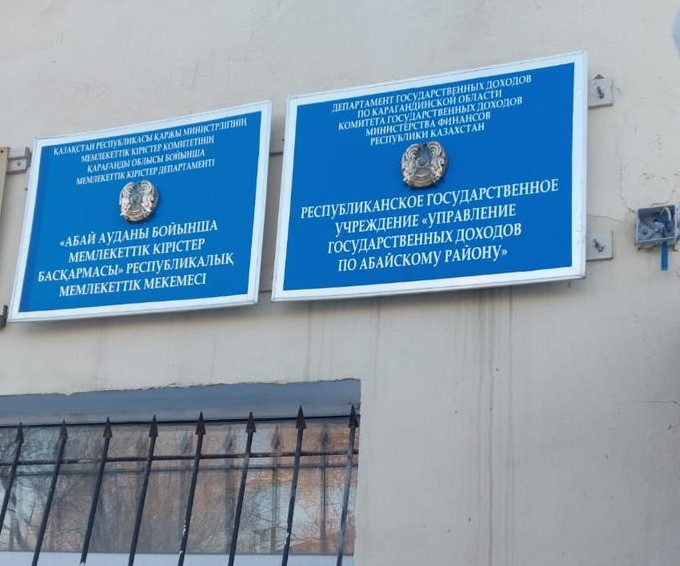 ҚАЗАҚСТАН РЕСПУБЛИКАСЫ ҚАРЖЫ МИНИСТРЛІГІНІҢ
МЕМЛЕКЕТТІК КІРІСТЕР КОМИТЕТІНІҢ
ҚАРАҒАНДЫ ОБЛЫСЫ БОЙЫНША
МЕМЛЕКЕТТІК КІРІСТЕР ДЕПАРТАМЕНТІ
«АБАЙ АУДАНЫ БОЙЫНША
МЕМЛЕКЕТТІК КІРІСТЕР
БАСҚАРМАСЫ» РЕСПУБЛИКАЛЫҚ
МЕМЛЕКЕТТІК МЕКЕМЕСІ
ДЕПАРТАМЕНТ ГОСУДАРСТВЕННЫХ ДОХОДОВ
ПО КАРАГАНДИНСКОЙ ОБЛАСТИ
КОМИТЕТА ГОСУДАРСТВЕННЫХ ДОХОДОВ
МИНИСТЕРСТВА ФИНАНСОВ
РЕСПУБЛИКИ КАЗАХСТАН
РЕСПУБЛИКАНСКОЕ ГОСУДАРСТВЕННОЕ
УЧРЕЖДЕНИЕ «УПРАВЛЕНИЕ
ГОСУДАРСТВЕННЫХ ДОХОДОВ
ПО АБАЙСКОМУ РАЙОНУ»